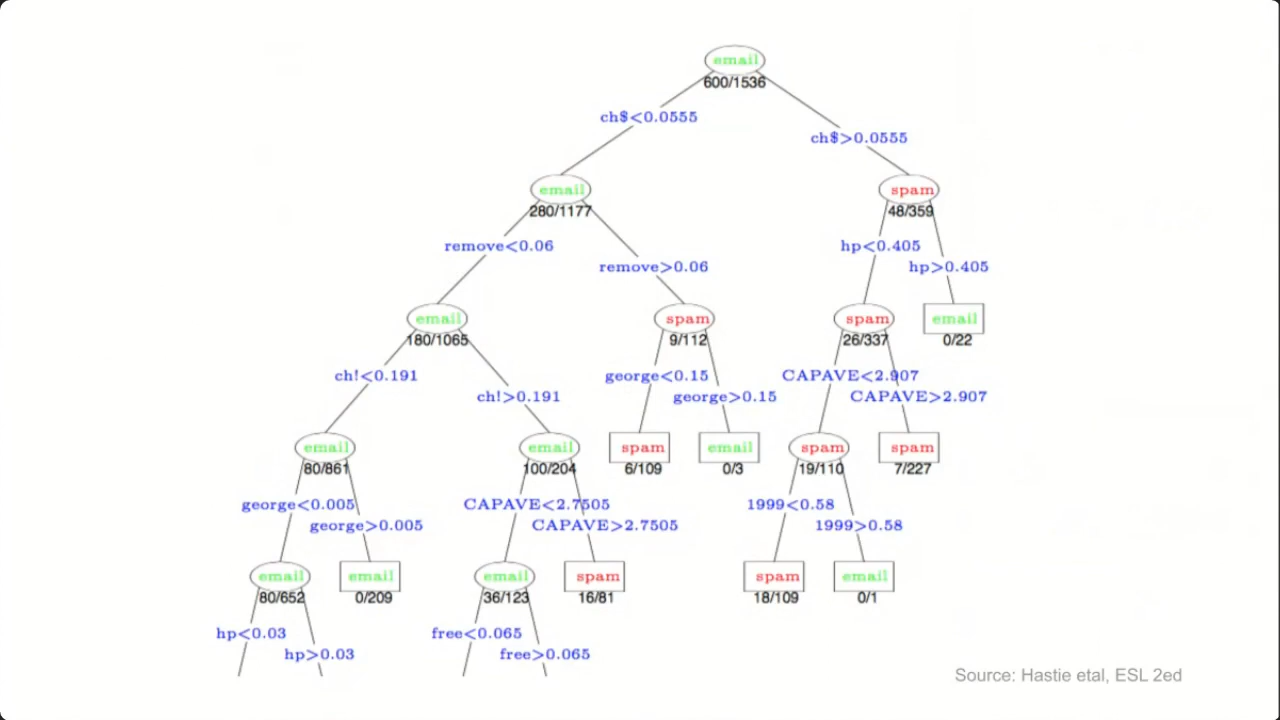 email
600/1536
ch$<0.0555
ch$>0.0555
email
280/1177
spam
48/359
remove<0.06
remove>0.06
hp<0.405
hp>0.405
email
180/1065
spam
9/112
spam
26/337
email
0/22
ch!<0.191
ch!>0.191
george<0.15
george>0.15
CAPAVE<2.907
CAPAVE>2.907
email
80/861
email
100/204
spam
6/109
email
0/3
spam
19/110
spam
7/227
george<0.005
george>0.005
CAPAVE<2.7505
CAPAVE>2.7505
1999<0.58
1999>0.58
email
80/652
email
0/209
email
36/123
spam
16/81
spam
18/109
email
0/1
hp<0.03
hp>0.03
free<0.065
free>0.065
Source: Hastie etal, ESL 2ed